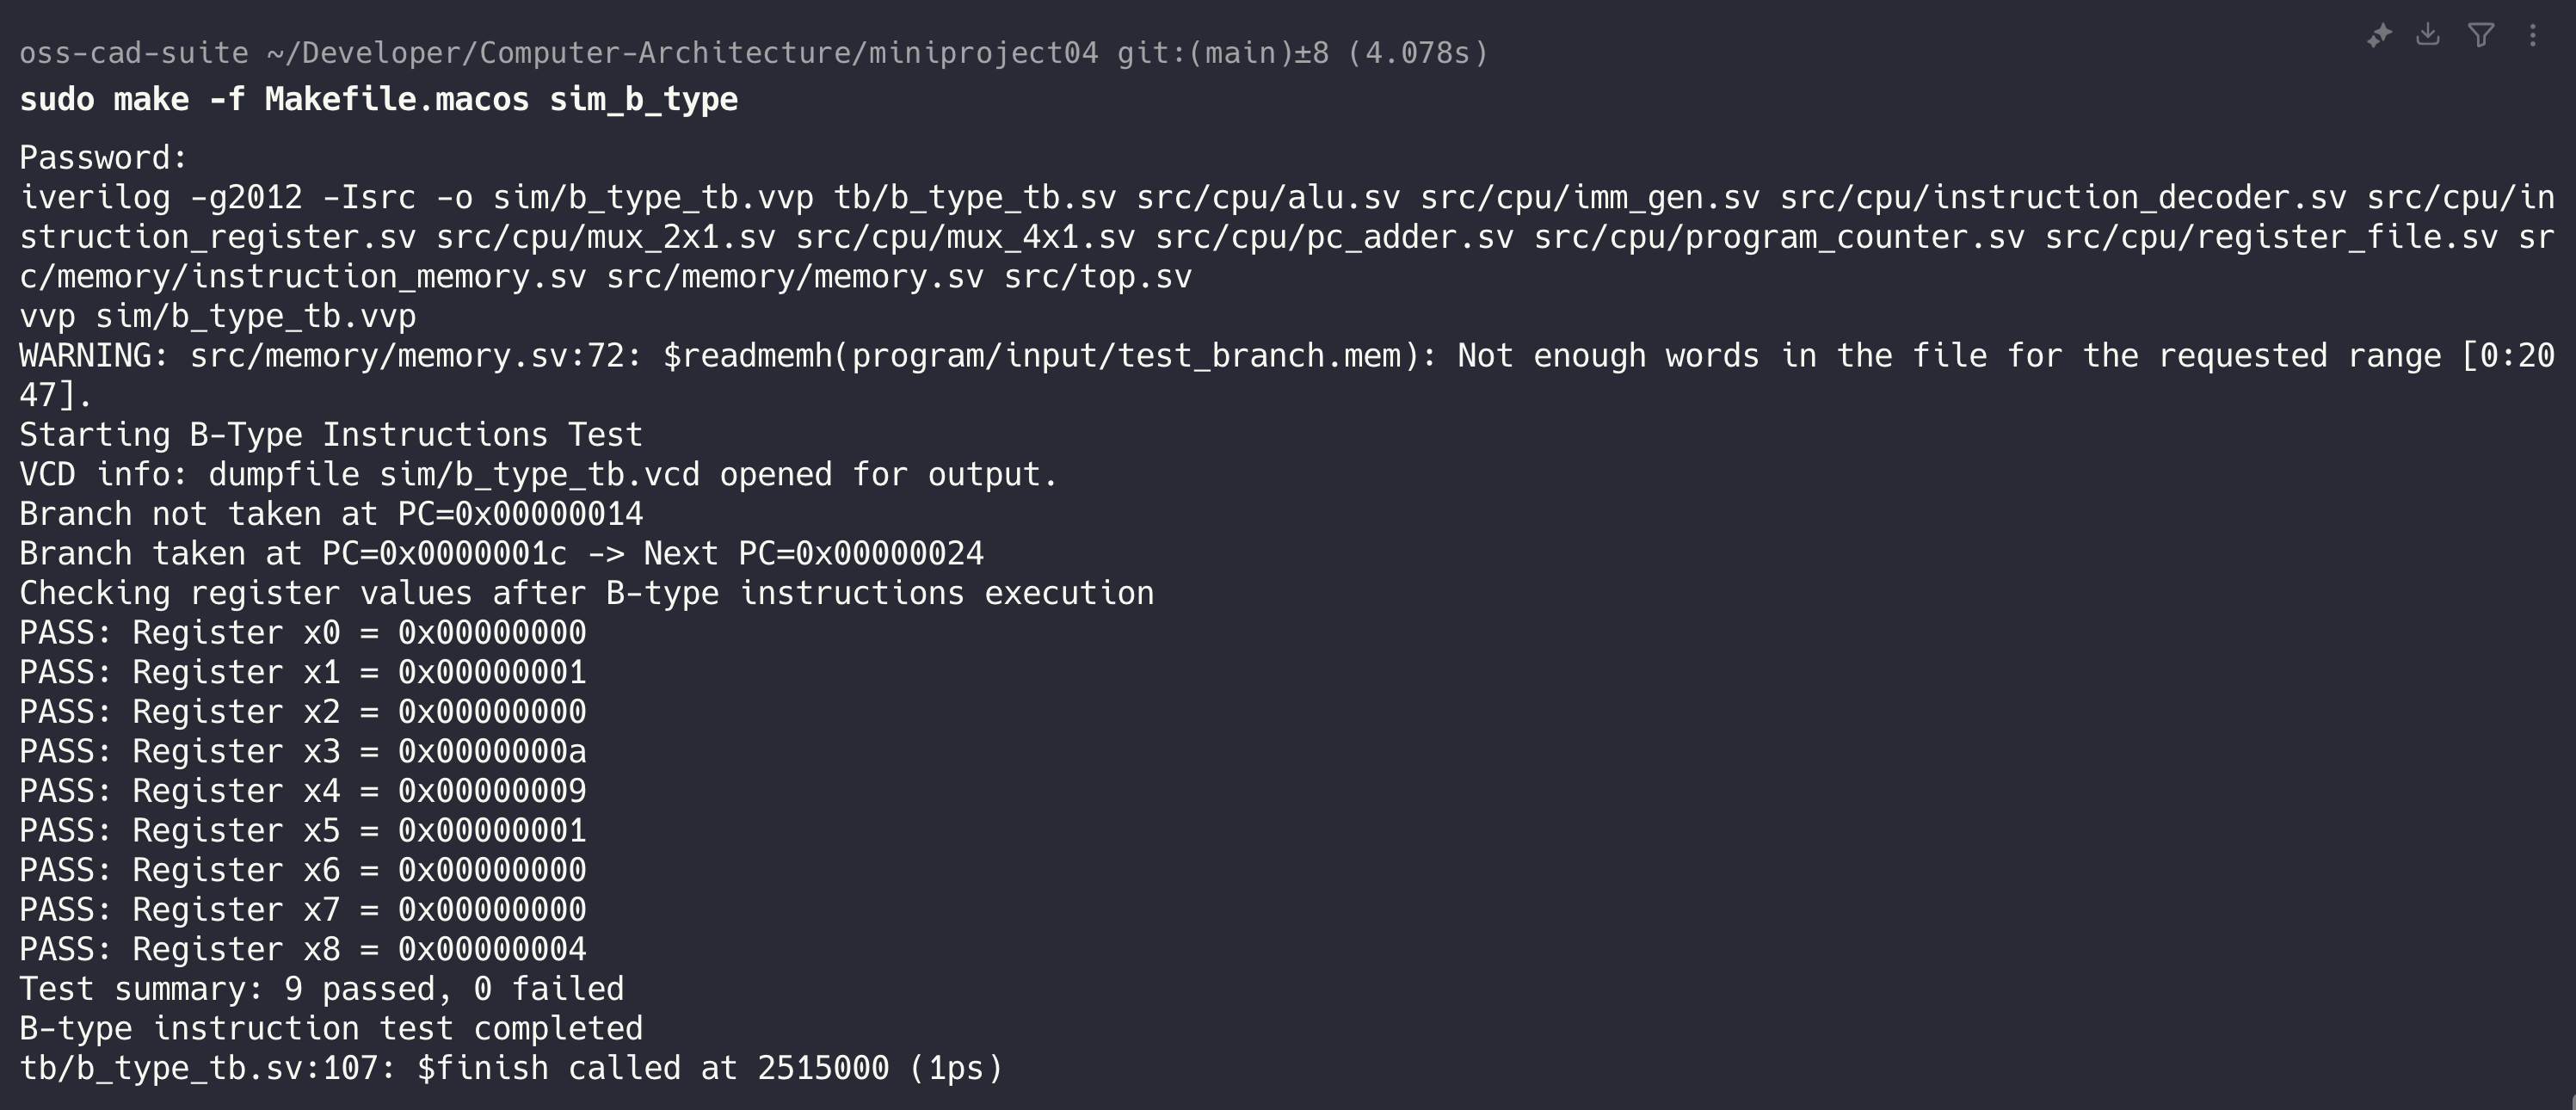 oss-cad-suite ~/Developer/Computer-Architecture/miniproject04 git:(main)±8 (4.078s)
sudo make -f Makefile.macos sim_b_type
Password:
iverilog -g2012 -Isrc -o sim/b_type_tb.vvp tb/b_type_tb.sv src/cpu/alu.sv src/cpu/imm_gen.sv src/cpu/instruction_decoder.sv src/cpu/in
struction_register.sv src/cpu/mux_2x1.sv src/cpu/mux_4x1.sv src/cpu/pc_adder.sv src/cpu/program_counter.sv src/cpu/register_file.sv sr
c/memory/instruction_memory.sv src/memory/memory.sv src/top.sv
vvp sim/b_type_tb.vvp
WARNING: src/memory/memory.sv:72: $readmemh(program/input/test_branch.mem): Not enough words in the file for the requested range [0:20
47].
Starting B-Type Instructions Test
VCD info: dumpfile sim/b_type_tb.vcd opened for output.
Branch not taken at PC=0x00000014
Branch taken at PC=0x0000001c -> Next PC=0x00000024
Checking register values after B-type instructions execution
PASS: Register x0 = 0x00000000
PASS: Register x1 = 0x00000001
PASS: Register x2 = 0x00000000
PASS: Register x3 = 0x0000000a
PASS: Register x4 = 0x00000009
PASS: Register x5 = 0x00000001
PASS: Register x6 = 0x00000000
PASS: Register x7 = 0x00000000
PASS: Register x8 = 0x00000004
Test summary: 9 passed, 0 failed
B-type instruction test completed
tb/b_type_tb.sv:107: $finish called at 2515000 (1ps)